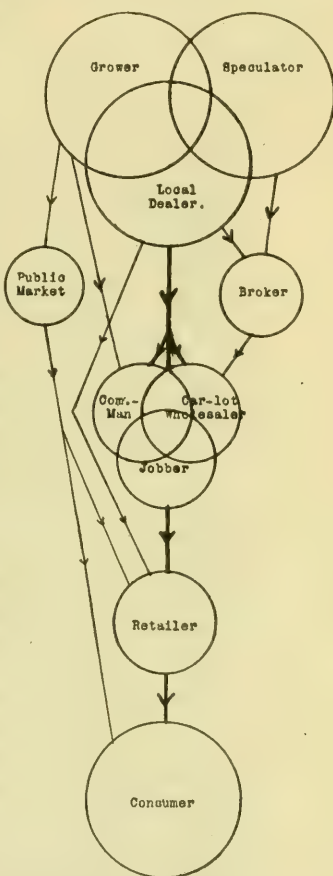 Grower
Speculator
Local
Dealer.
Public
Market
Broker
Com.-
Man
Car-lot
wholesaler
Jobber
Retailer
Consumer